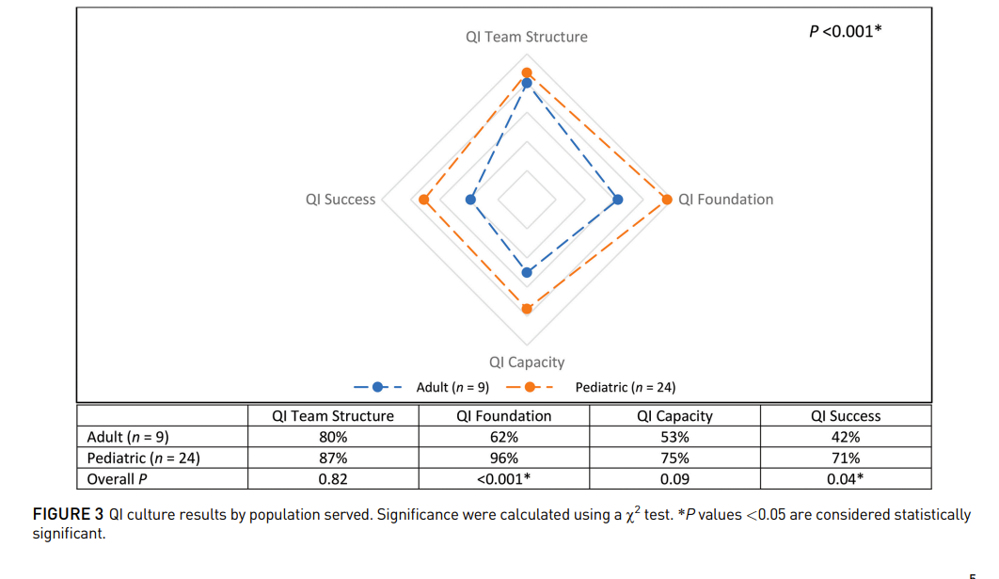 P <0.001*
QI Team Structure
QI Success
QI Foundation
QI Capacity
Adult (n = 9)
Pediatric (n = 24)
QI Team Structure QI Foundation QI Capacity QI Success
Adult (n = 9) 80% 62% 53% 42%
Pediatric (n = 24) 87% 96% 75% 71%
Overall P 0.82 <0.001* 0.09 0.04*
FIGURE 3 QI culture results by population served. Significance were calculated using a χ² test. *P values <0.05 are considered statistically
significant.
5